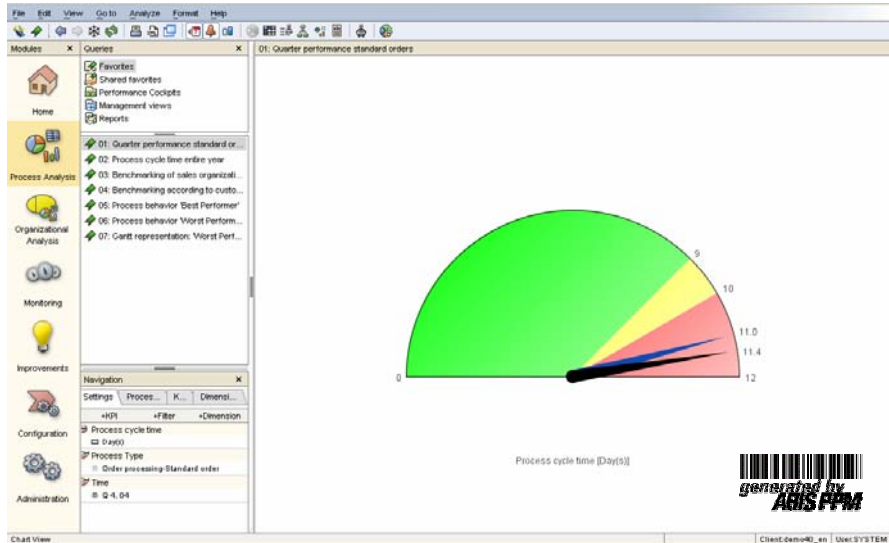 File Edit View Go to Analyze Format Help
Modules x
Home
Process Analysis
Organizational
Analysis
Monitoring
Improvements
Configuration
Administration
Queries x
Favorites
Shared favorites
Performance Cockpits
Management views
Reports
01: Quarter performance standard or...
02: Process cycle time entire year
03: Benchmarking of sales organizati...
04: Benchmarking according to custo...
05: Process behavior 'Best Performer'
06: Process behavior 'Worst Perform...
07: Gantt representation: 'Worst Perf...
Navigation x
Settings Proces... K... Dimensi...
+KPI +Filter +Dimension
Process cycle time
Day(s)
Process Type
Order processing-Standard order
Time
Q 4, 04
01: Quarter performance standard orders
9
10
11.0
11.4
0
12
Process cycle time [Day(s)]
generated by
ARIS PPM
Chart View
Client:demo40_en User:SYSTEM